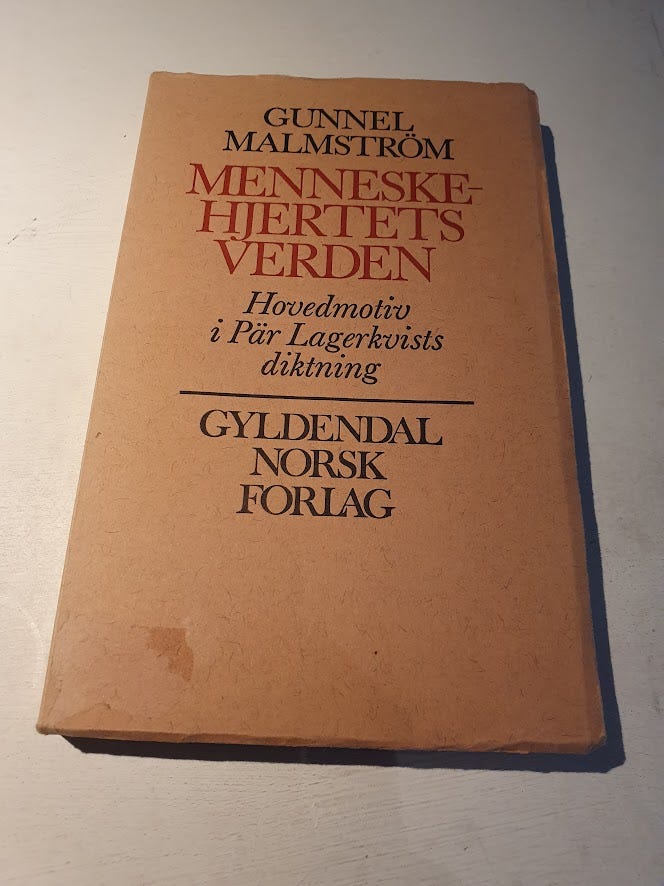 GUNNEL
MALMSTRÖM
MENNESKE-
HJERTETS
VERDEN
Hovedmotiv
i Pär Lagerkvists
diktning
GYLDENDAL
NORSK
FORLAG